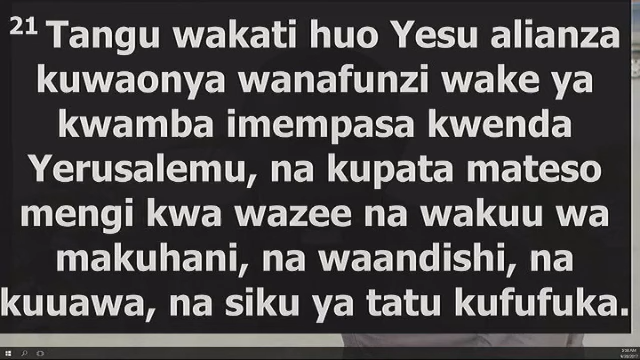 21 Tangu wakati huo Yesu alianza
kuwaonya wanafunzi wake ya
kwamba imempasa kwenda
Yerusalemu, na kupata mateso
mengi kwa wazee na wakuu wa
makuhani, na waandishi, na
kuuawa, na siku ya tatu kufufuka.